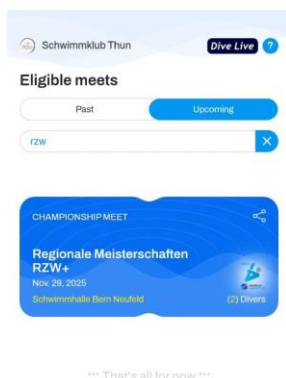 Schwimmklub Thun
Dive Live ?
Eligible meets
Past Upcoming
rzw
CHAMPIONSHIP MEET
Regionale Meisterschaften
RZW+
Nov. 29, 2025
Schwimmhalle Bern Neufeld (2) Divers
*** That's all for now ***